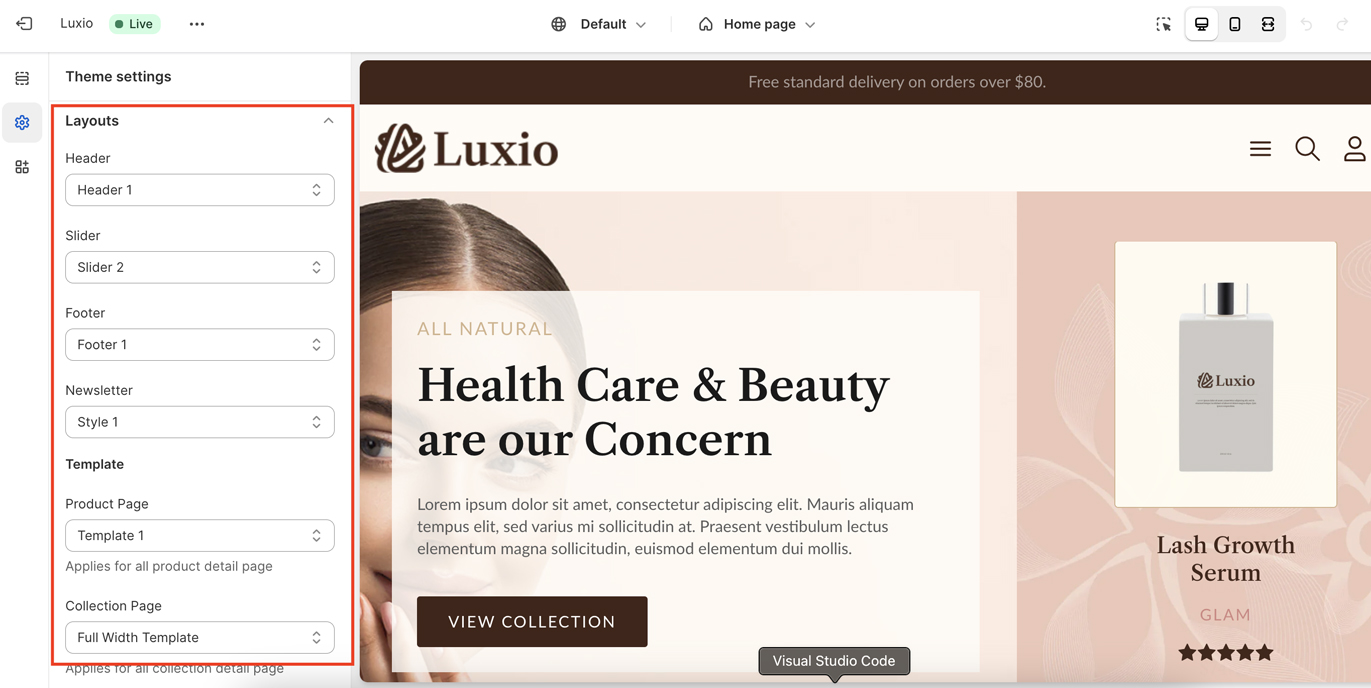 Luxio
Live
Default
Home page
Theme settings
Layouts
Header
Header 1
Slider
Slider 2
Footer
Footer 1
Newsletter
Style 1
Template
Product Page
Template 1
Applies for all product detail page
Collection Page
Full Width Template
Applies for all collection detail page
Free standard delivery on orders over $80.
Luxio
ALL NATURAL
Health Care & Beauty
are our Concern
Lorem ipsum dolor sit amet, consectetur adipiscing elit. Mauris aliquam
tempus elit, sed varius mi sollicitudin at. Praesent vestibulum lectus
elementum magna sollicitudin, euismod elementum dui mollis.
VIEW COLLECTION
Luxio
Lash Growth
Serum
GLAM
Visual Studio Code